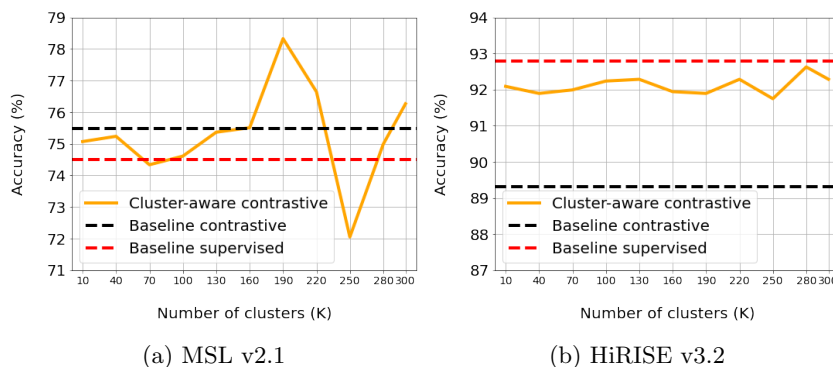 79
78
77
76
75
74
73
72
71
Accuracy (%)
Cluster-aware contrastive
Baseline contrastive
Baseline supervised
10 40 70 100 130 160 190 220 250 280 300
Number of clusters (K)
(a) MSL v2.1
94
93
92
91
90
89
88
87
Accuracy (%)
Cluster-aware contrastive
Baseline contrastive
Baseline supervised
10 40 70 100 130 160 190 220 250 280 300
Number of clusters (K)
(b) HiRISE v3.2